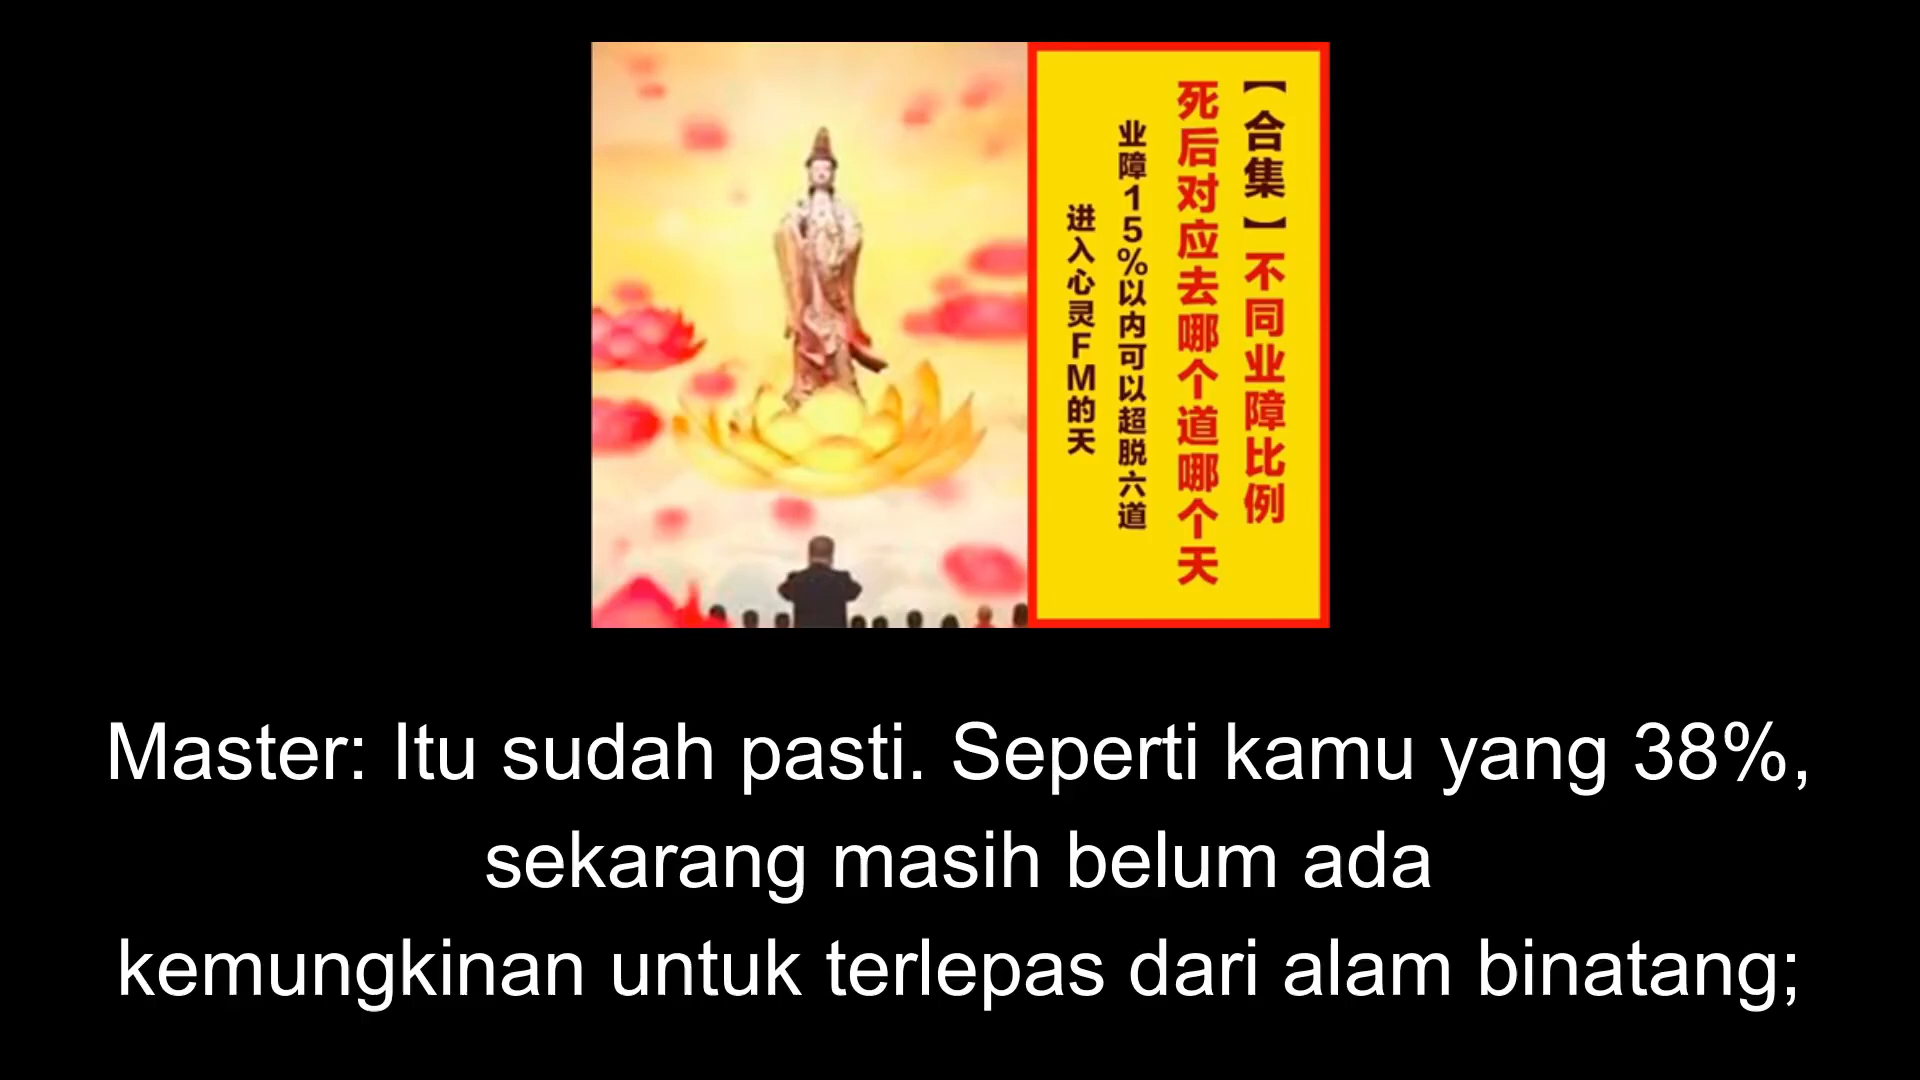 【合集】不同业障比例
死后对应去哪个道哪个天
业障15%以内可以超脱六道
进入心灵FM的天
Master: Itu sudah pasti. Seperti kamu yang 38%,
sekarang masih belum ada
kemungkinan untuk terlepas dari alam binatang;